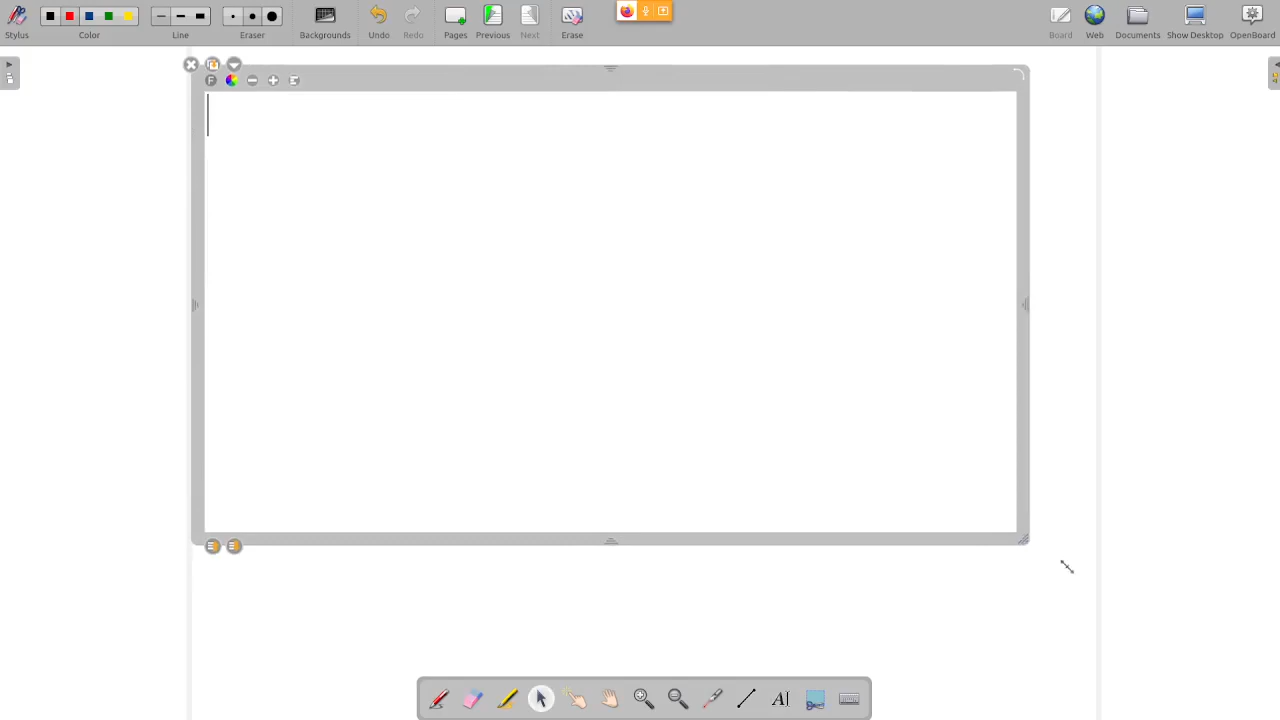 Stylus
Color
Line
Eraser
Backgrounds
Undo
Redo
Pages
Previous
Next
Erase
Board
Web
Documents
Show Desktop
OpenBoard
F
A